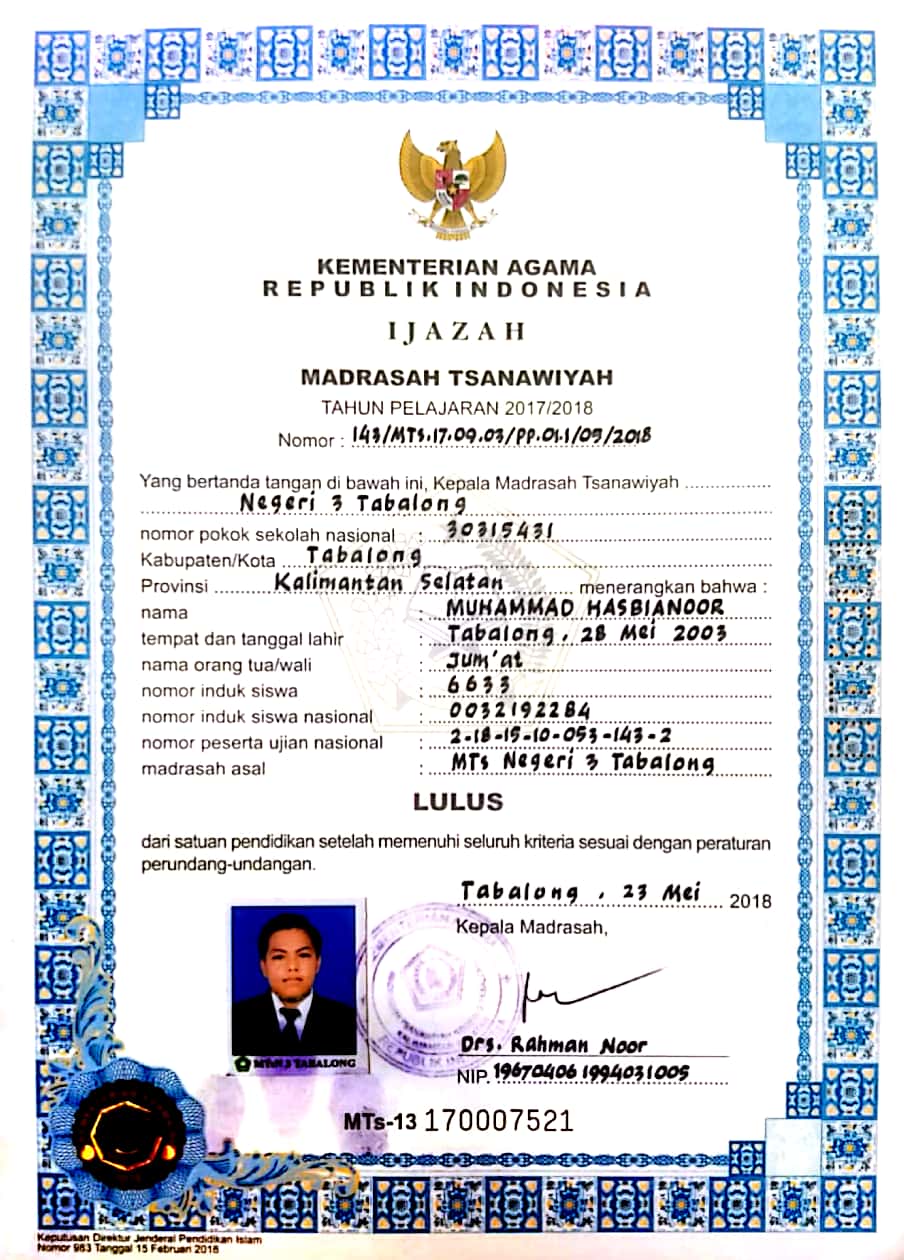 KEMENTERIAN AGAMA
REPUBLIK INDONESIA
IJAZAH
MADRASAH TSANAWIYAH
TAHUN PELAJARAN 2017/2018
Nomor : 143/MTs.17.09.03/PP.01.1/05/2018
Yang bertanda tangan di bawah ini, Kepala Madrasah Tsanawiyah
Negeri 3 Tabalong
nomor pokok sekolah nasional : 30315431
Kabupaten/Kota Tabalong
Provinsi Kalimantan Selatan menerangkan bahwa :
nama : MUHAMMAD HASBIANOOR
tempat dan tanggal lahir : Tabalong, 28 Mei 2003
nama orang tua/wali : Jum'at
nomor induk siswa : 6633
nomor induk siswa nasional : 0032192284
nomor peserta ujian nasional : 2-18-15-10-053-143-2
madrasah asal : MTs Negeri 3 Tabalong
LULUS
dari satuan pendidikan setelah memenuhi seluruh kriteria sesuai dengan peraturan
perundang-undangan.
Tabalong, 23 Mei 2018
Kepala Madrasah,
Drs. Rahman Noor
NIP. 19670406 1994031005
MTsN 3 TABALONG
MTs-13 170007521
Keputusan Direktur Jenderal Pendidikan Islam
Nomor 983 Tanggal 15 Februari 2018